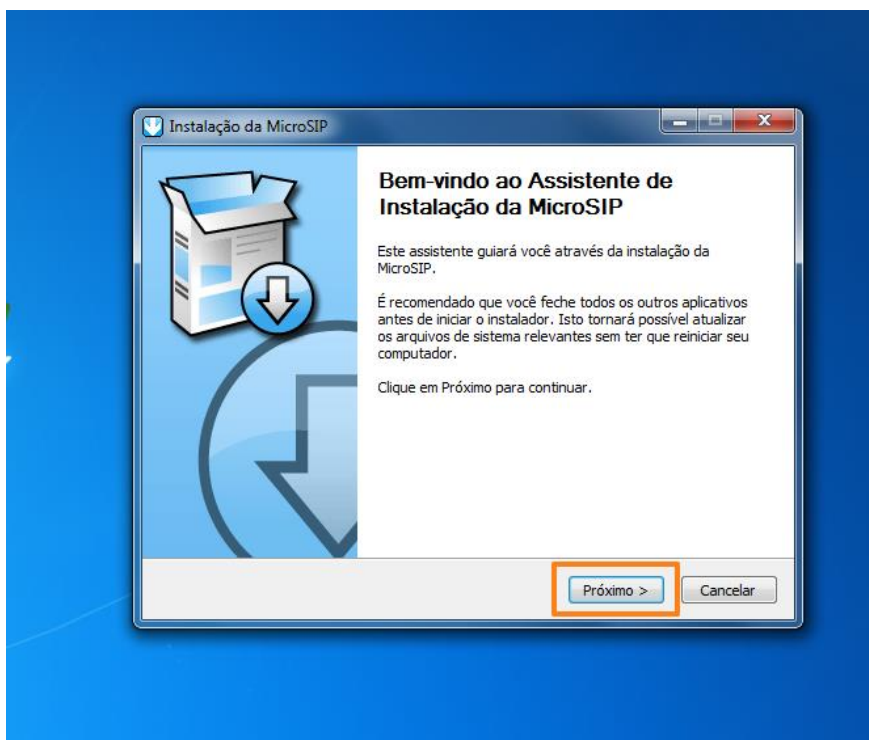 Instalação da MicroSIP
Bem-vindo ao Assistente de
Instalação da MicroSIP
Este assistente guiará você através da instalação da
MicroSIP.
É recomendado que você feche todos os outros aplicativos
antes de iniciar o instalador. Isto tornará possível atualizar
os arquivos de sistema relevantes sem ter que reiniciar seu
computador.
Clique em Próximo para continuar.
Próximo >
Cancelar